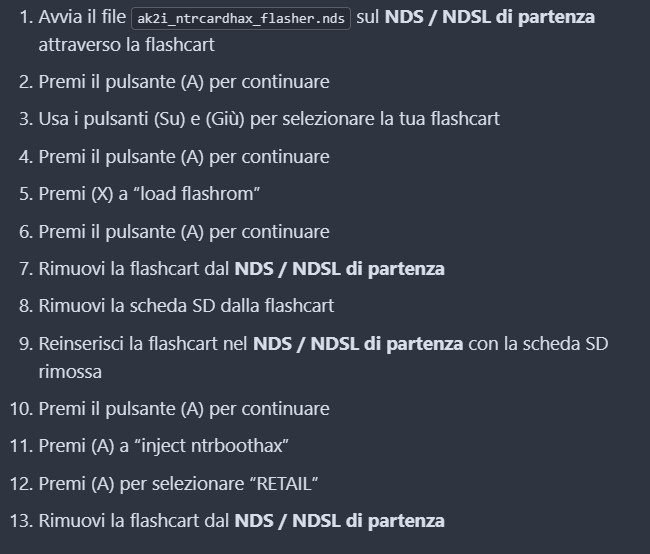 1. Avvia il file ak2i_ntrcardhax_flasher.nds sul NDS / NDSL di partenza
attraverso la flashcart
2. Premi il pulsante (A) per continuare
3. Usa i pulsanti (Su) e (Giù) per selezionare la tua flashcart
4. Premi il pulsante (A) per continuare
5. Premi (X) a “load flashrom”
6. Premi il pulsante (A) per continuare
7. Rimuovi la flashcart dal NDS / NDSL di partenza
8. Rimuovi la scheda SD dalla flashcart
9. Reinserisci la flashcart nel NDS / NDSL di partenza con la scheda SD
rimossa
10. Premi il pulsante (A) per continuare
11. Premi (A) a “inject ntrboothax”
12. Premi (A) per selezionare “RETAIL”
13. Rimuovi la flashcart dal NDS / NDSL di partenza